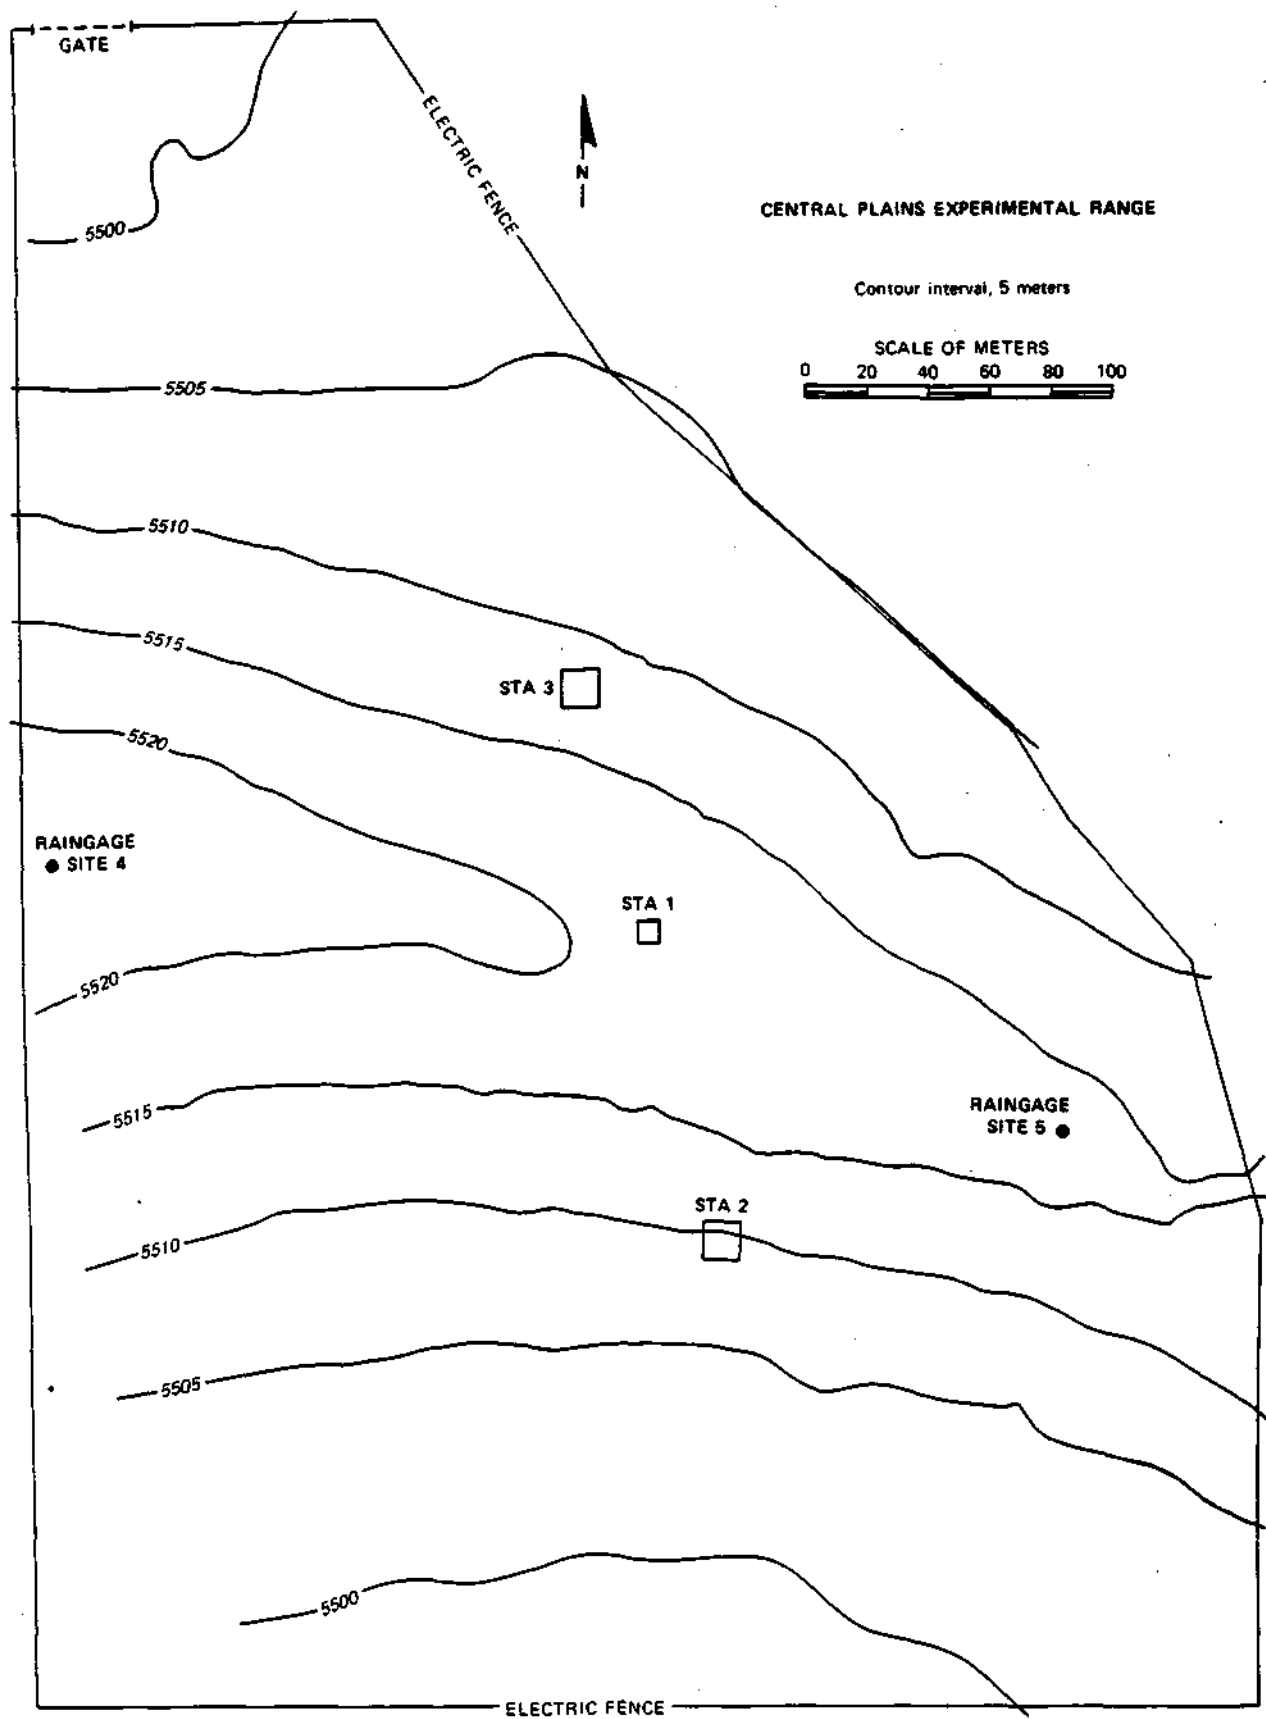 GATE
ELECTRIC FENCE
N
CENTRAL PLAINS EXPERIMENTAL RANGE
5500
Contour interval, 5 meters
SCALE OF METERS
0 20 40 60 80 100
5505
5510
5515
STA 3
5520
RAINGAGE
SITE 4
STA 1
5520
RAINGAGE
SITE 5
5515
STA 2
5510
5505
5500
ELECTRIC FENCE